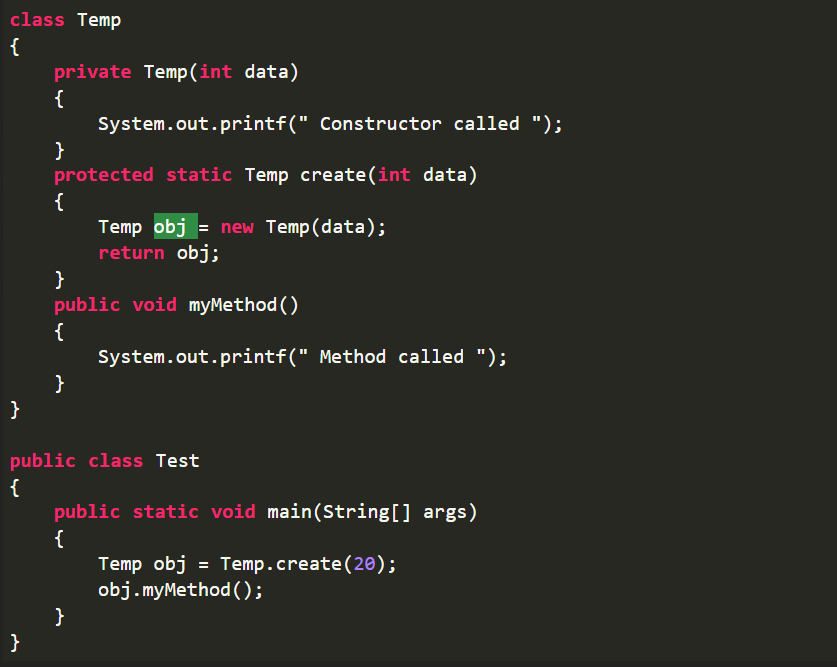 class Temp
{
    private Temp(int data)
    {
        System.out.printf(" Constructor called ");
    }
    protected static Temp create(int data)
    {
        Temp obj = new Temp(data);
        return obj;
    }
    public void myMethod()
    {
        System.out.printf(" Method called ");
    }
}

public class Test
{
    public static void main(String[] args)
    {
        Temp obj = Temp.create(20);
        obj.myMethod();
    }
}